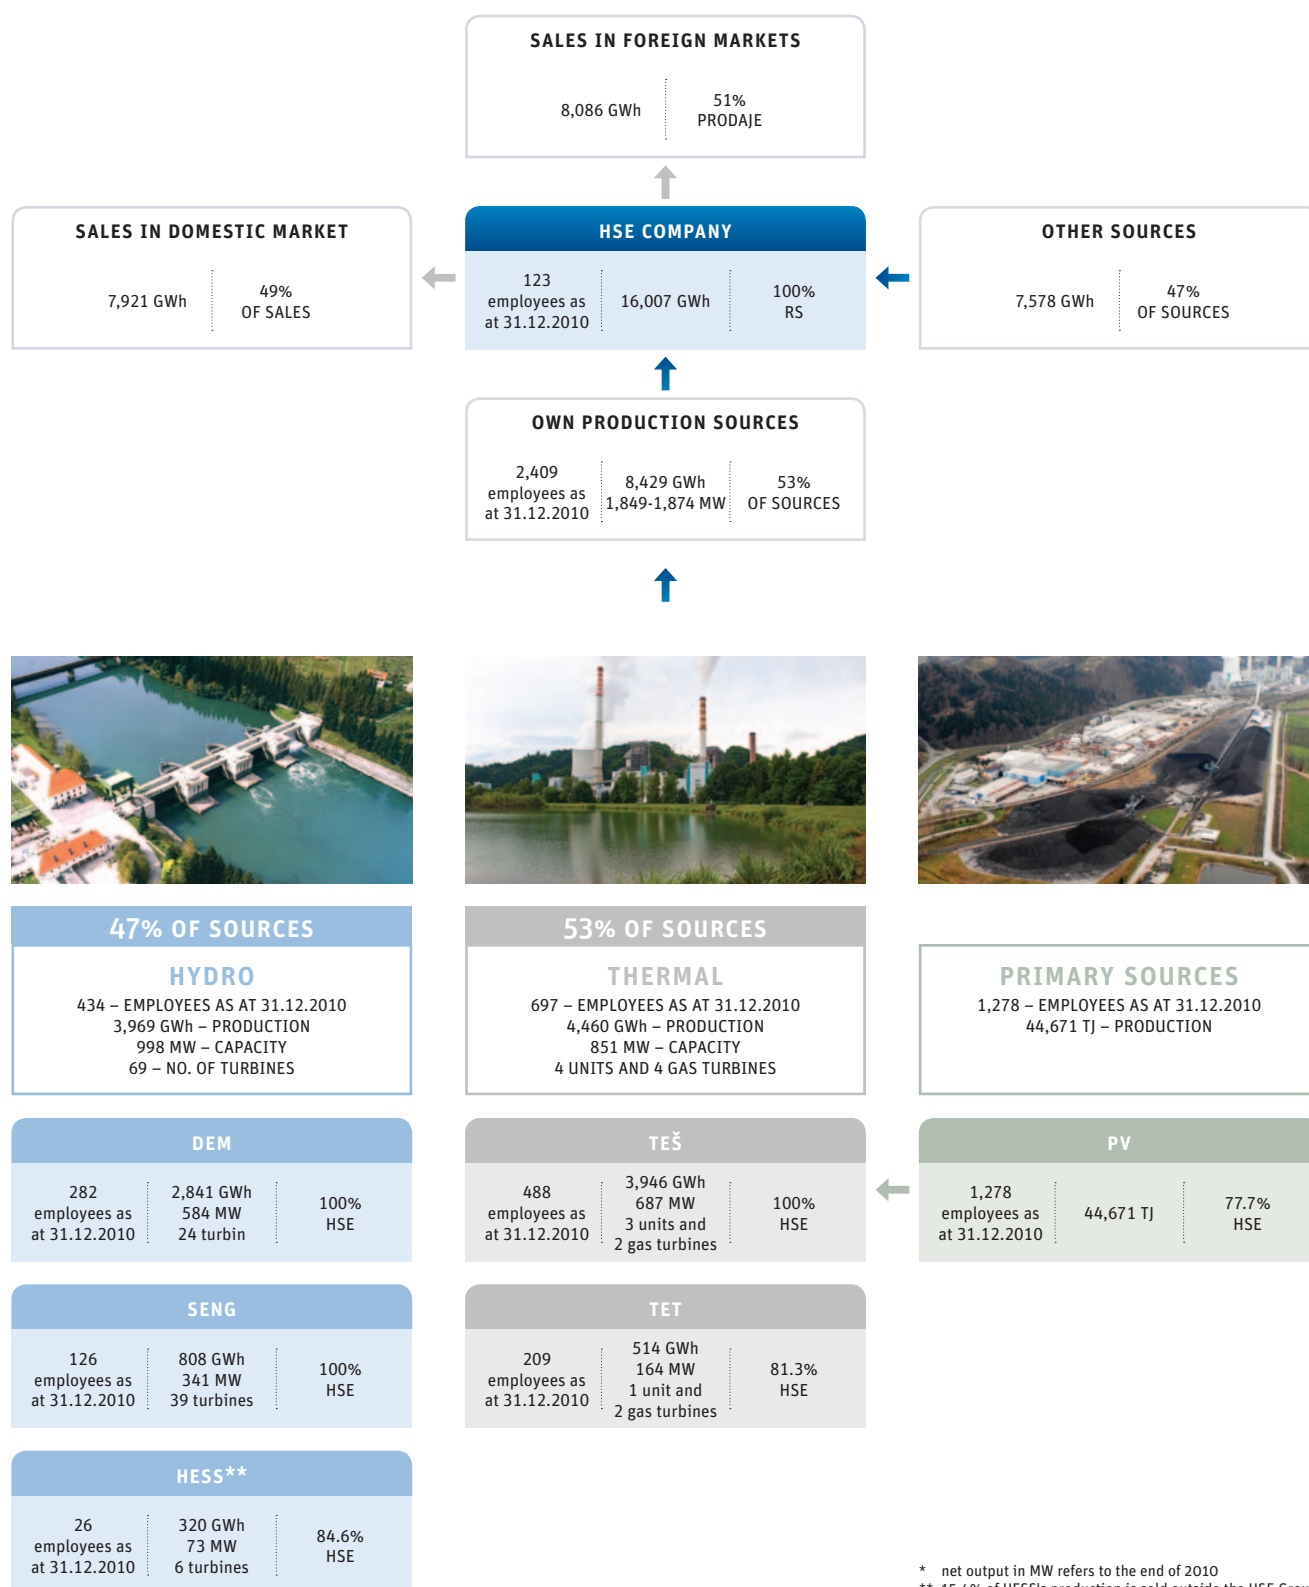 SALES IN FOREIGN MARKETS
8,086 GWh
51%
PRODAJE
SALES IN DOMESTIC MARKET
7,921 GWh
49%
OF SALES
HSE COMPANY
123
employees as
at 31.12.2010
16,007 GWh
100%
RS
OTHER SOURCES
7,578 GWh
47%
OF SOURCES
OWN PRODUCTION SOURCES
2,409
employees as
at 31.12.2010
8,429 GWh
1,849-1,874 MW
53%
OF SOURCES
47% OF SOURCES
HYDRO
434 – EMPLOYEES AS AT 31.12.2010
3,969 GWh – PRODUCTION
998 MW – CAPACITY
69 – NO. OF TURBINES
53% OF SOURCES
THERMAL
697 – EMPLOYEES AS AT 31.12.2010
4,460 GWh – PRODUCTION
851 MW – CAPACITY
4 UNITS AND 4 GAS TURBINES
PRIMARY SOURCES
1,278 – EMPLOYEES AS AT 31.12.2010
44,671 TJ – PRODUCTION
DEM
282
employees as
at 31.12.2010
2,841 GWh
584 MW
24 turbin
100%
HSE
TEŠ
488
employees as
at 31.12.2010
3,946 GWh
687 MW
3 units and
2 gas turbines
100%
HSE
PV
1,278
employees as
at 31.12.2010
44,671 TJ
77.7%
HSE
SENG
126
employees as
at 31.12.2010
808 GWh
341 MW
39 turbines
100%
HSE
TET
209
employees as
at 31.12.2010
514 GWh
164 MW
1 unit and
2 gas turbines
81.3%
HSE
HESS**
26
employees as
at 31.12.2010
320 GWh
73 MW
6 turbines
84.6%
HSE
* net output in MW refers to the end of 2010
** 15.4% of HESS's production is sold outside the HSE